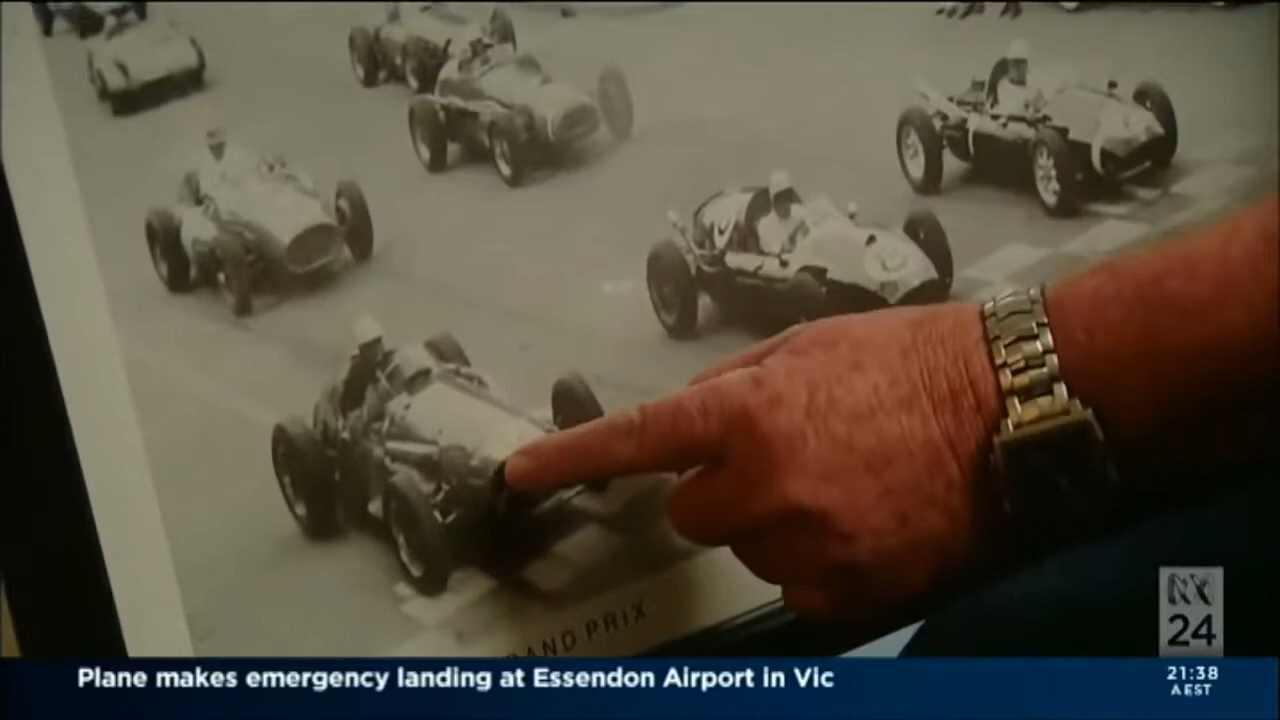 RAND PRIX
24
Plane makes emergency landing at Essendon Airport in Vic
21:38
AEST